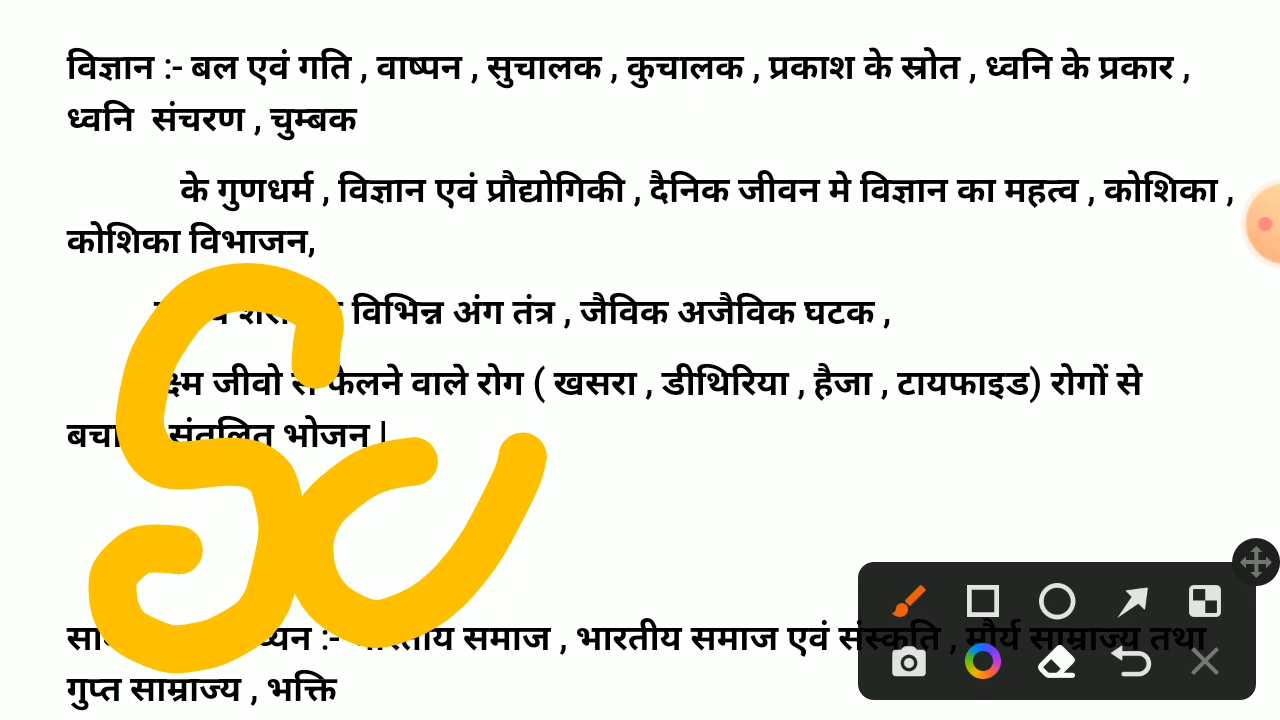 विज्ञान :- बल एवं गति , वाष्पन , सुचालक , कुचालक , प्रकाश के स्रोत , ध्वनि के प्रकार ,
ध्वनि संचरण , चुम्बक
के गुणधर्म , विज्ञान एवं प्रौद्योगिकी , दैनिक जीवन मे विज्ञान का महत्व , कोशिका ,
कोशिका विभाजन,
विभिन्न अंग तंत्र , जैविक अजैविक घटक ,
जीवो से फैलने वाले रोग ( खसरा , डीथिरिया , हैजा , टायफाइड) रोगों से
संतुलित भोजन |
Sc
:- भारतीय समाज , भारतीय समाज एवं संस्कृति , मौर्य साम्राज्य तथा
गुप्त साम्राज्य , भक्ति